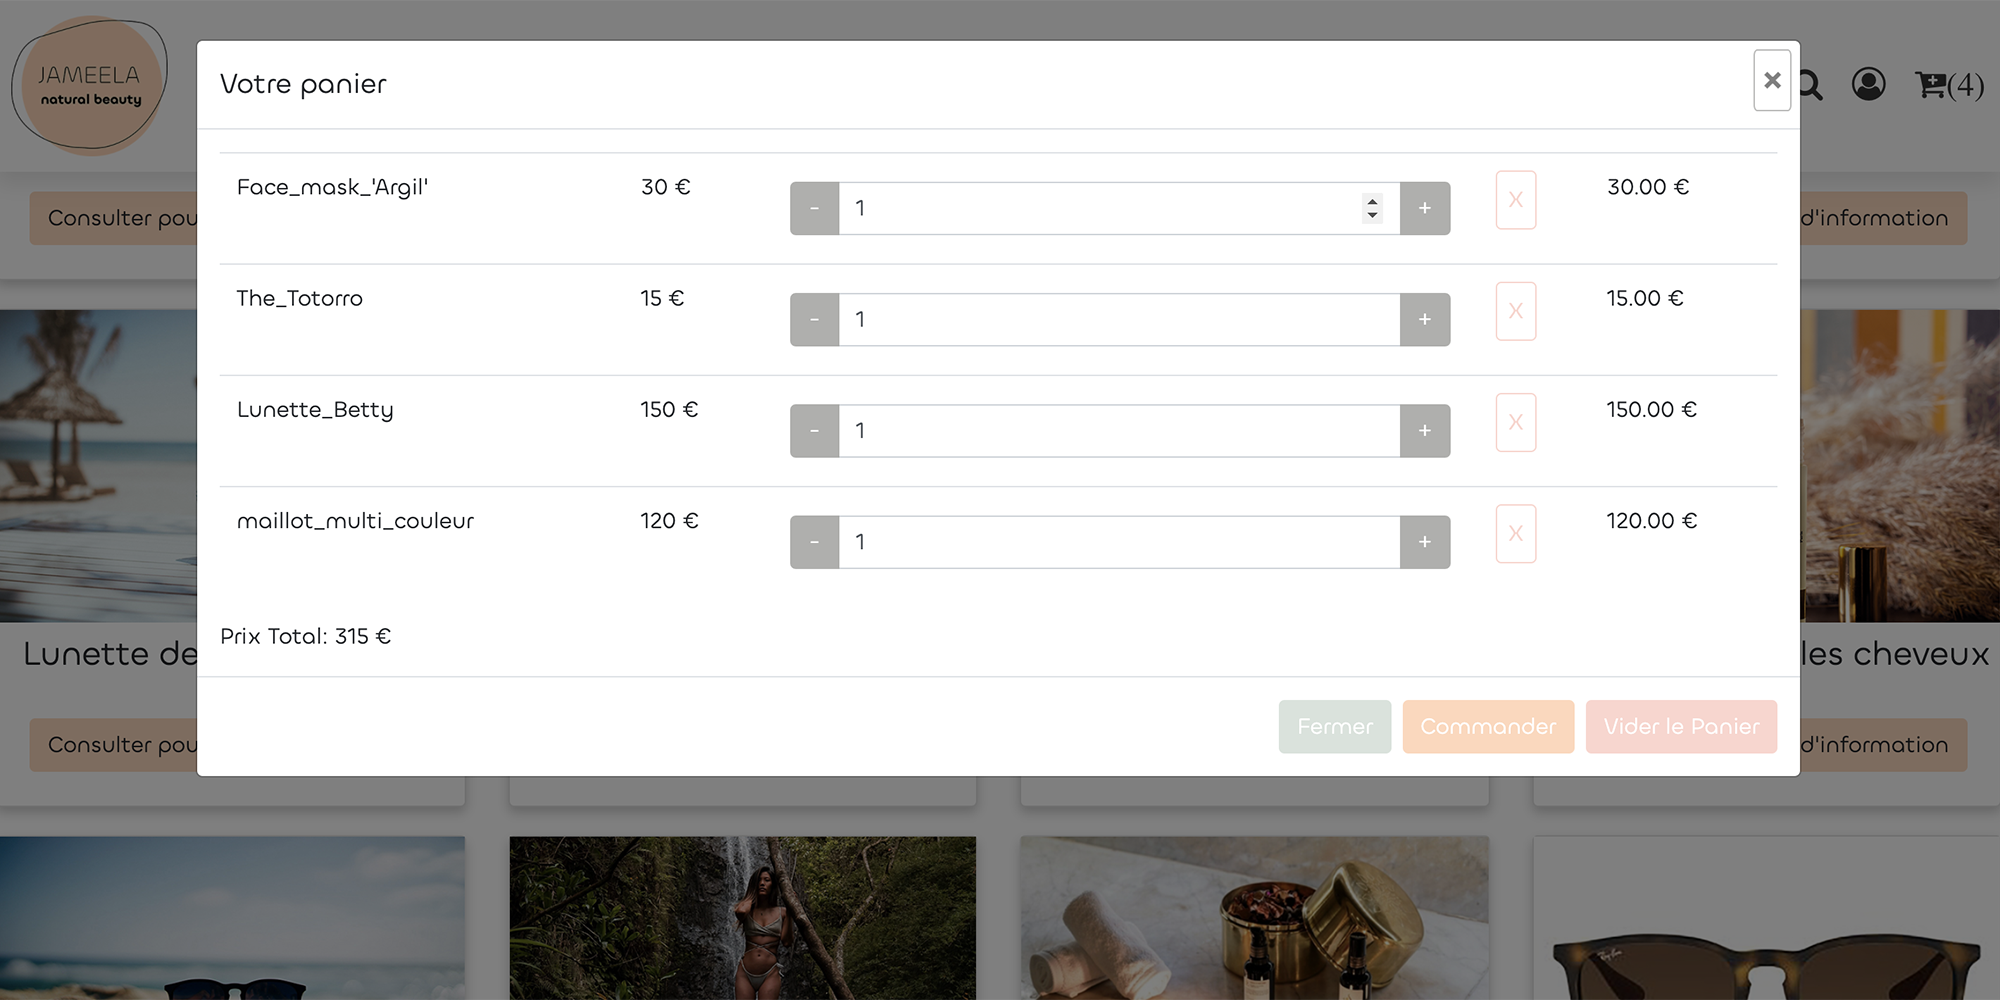 JAMEELA
natural beauty
Votre panier
×
(4)
Face_mask_'Argil' 30 € - 1 + X 30.00 €
The_Totorro 15 € - 1 + X 15.00 €
Lunette_Betty 150 € - 1 + X 150.00 €
maillot_multi_couleur 120 € - 1 + X 120.00 €
Prix Total: 315 €
Fermer Commander Vider le Panier
Consulter pou
d'information
Lunette de
les cheveux
Consulter pou
d'information
Ray-Ban